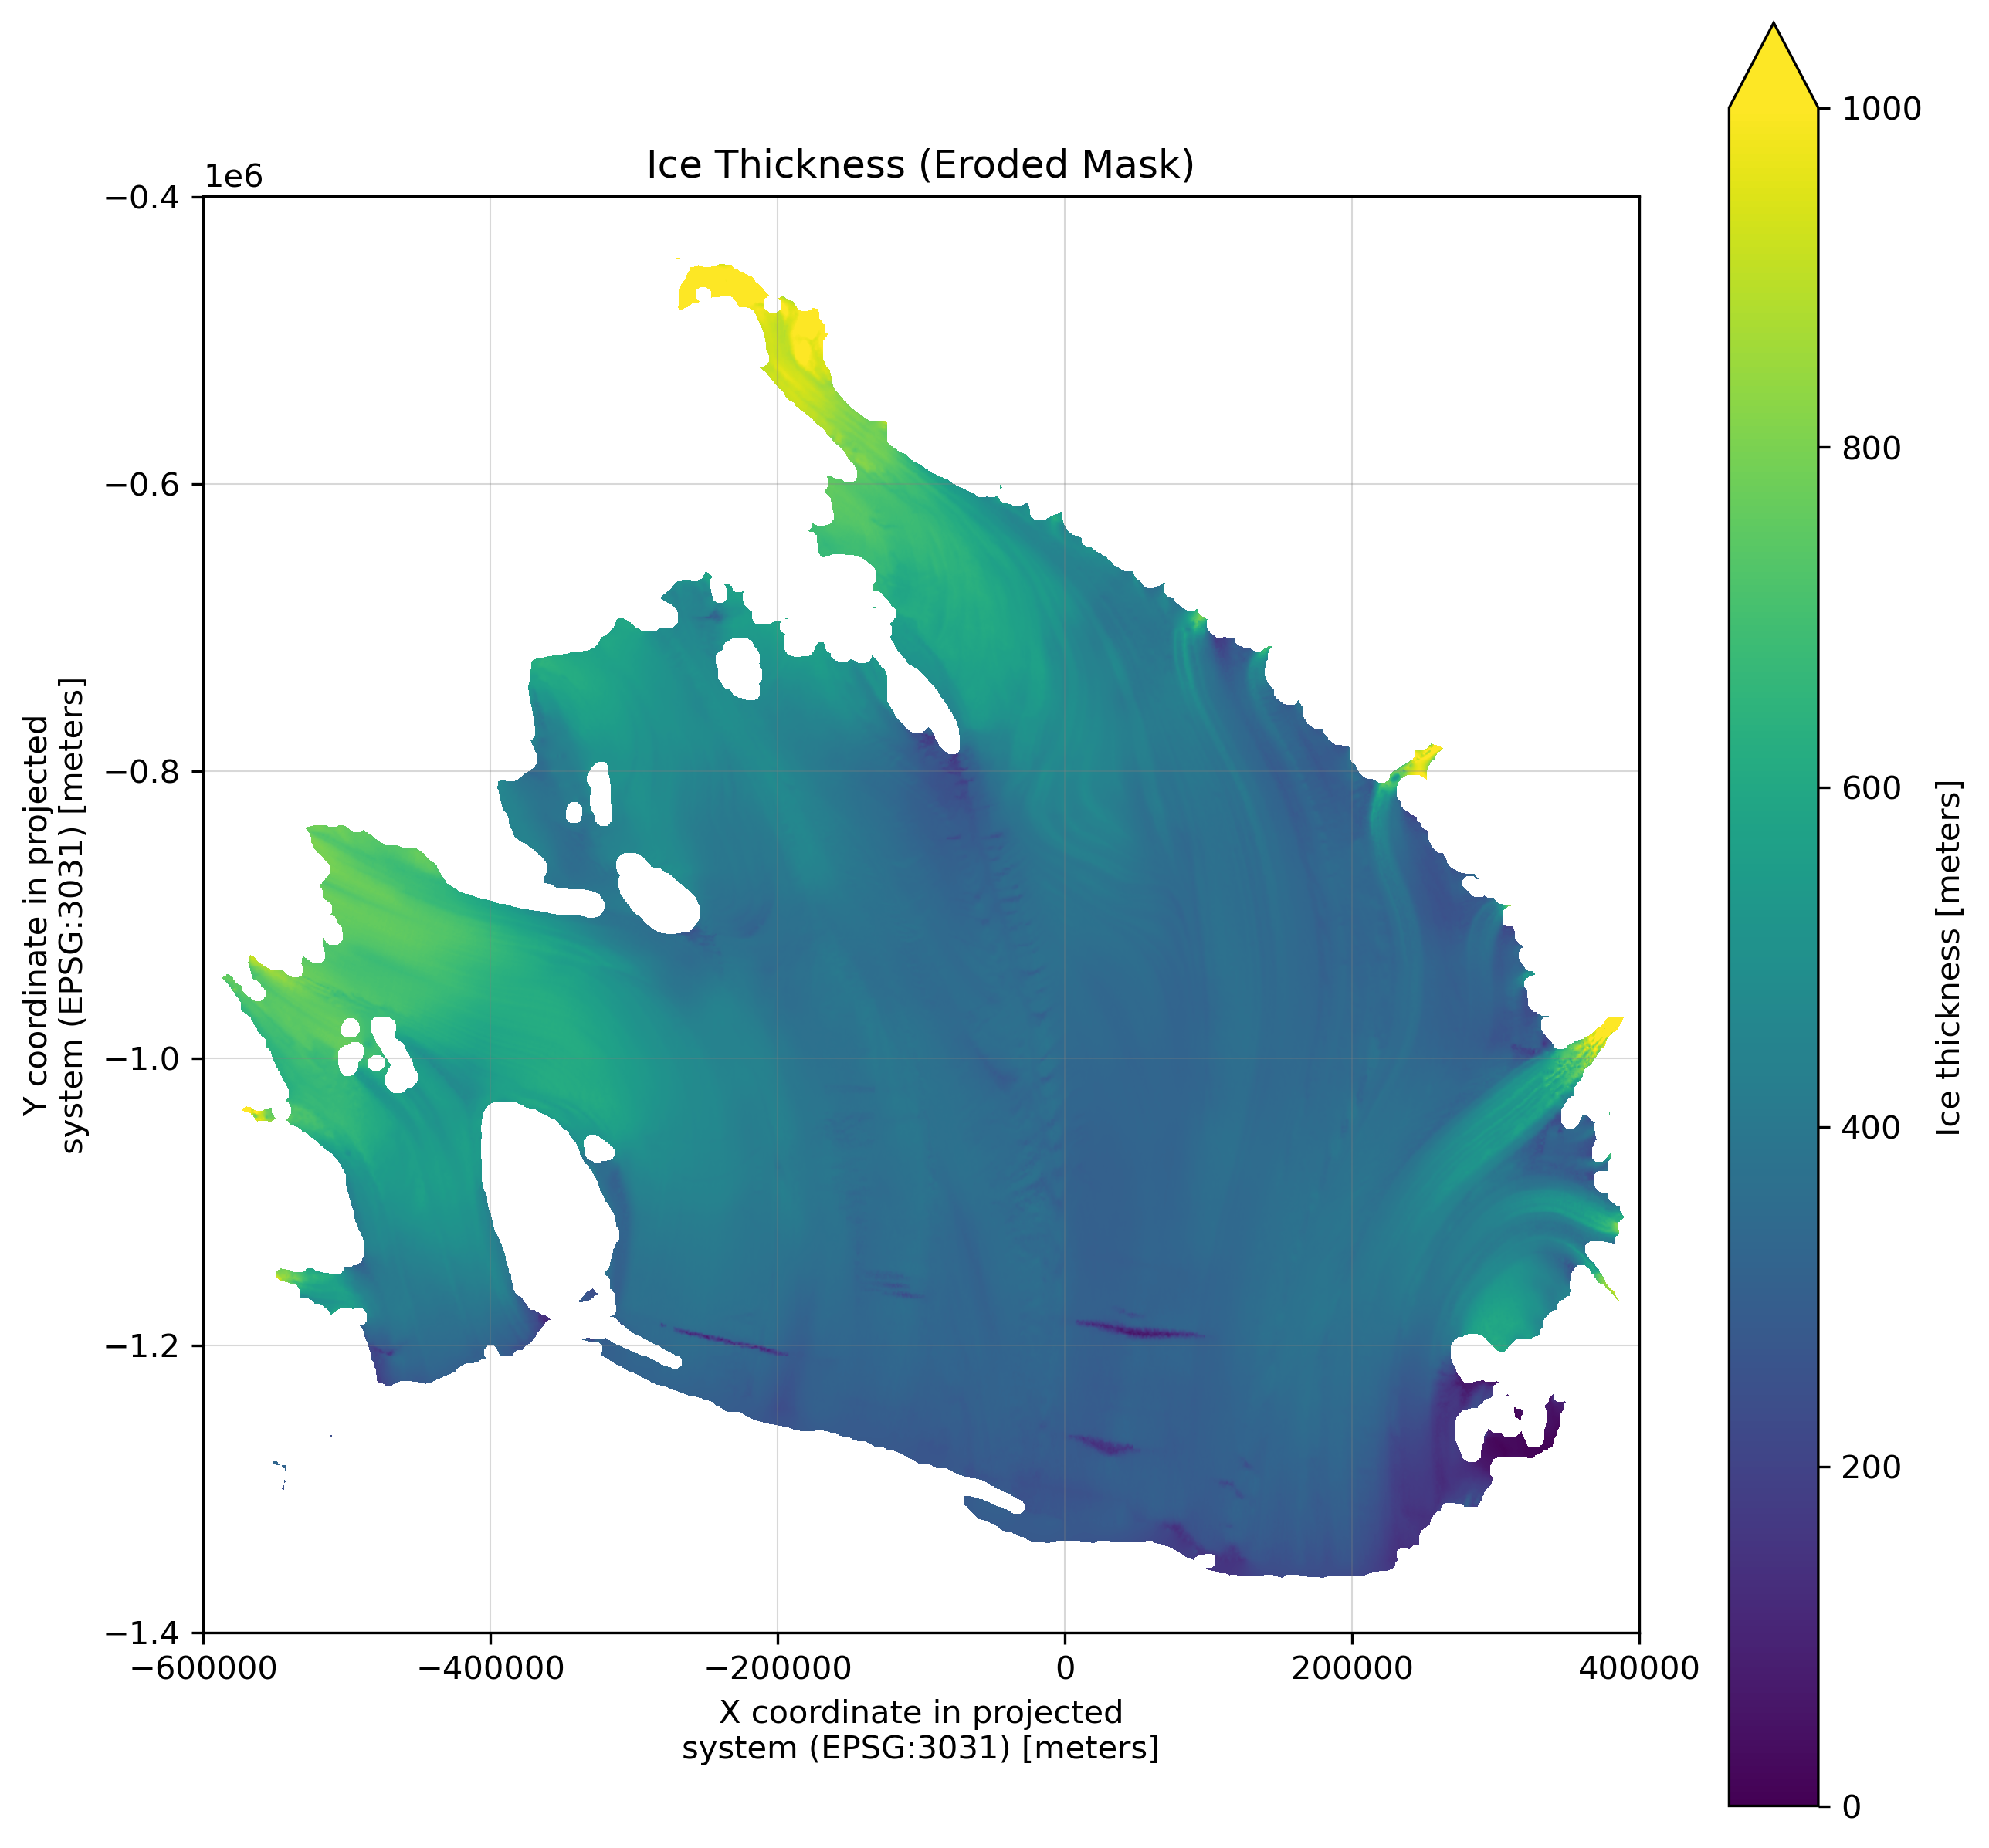 Ice Thickness (Eroded Mask)
1e6
−0.4
−0.6
−0.8
−1.0
−1.2
−1.4
−600000
−400000
−200000
0
200000
400000
X coordinate in projected
system (EPSG:3031) [meters]
Y coordinate in projected
system (EPSG:3031) [meters]
1000
800
600
400
200
0
Ice thickness [meters]